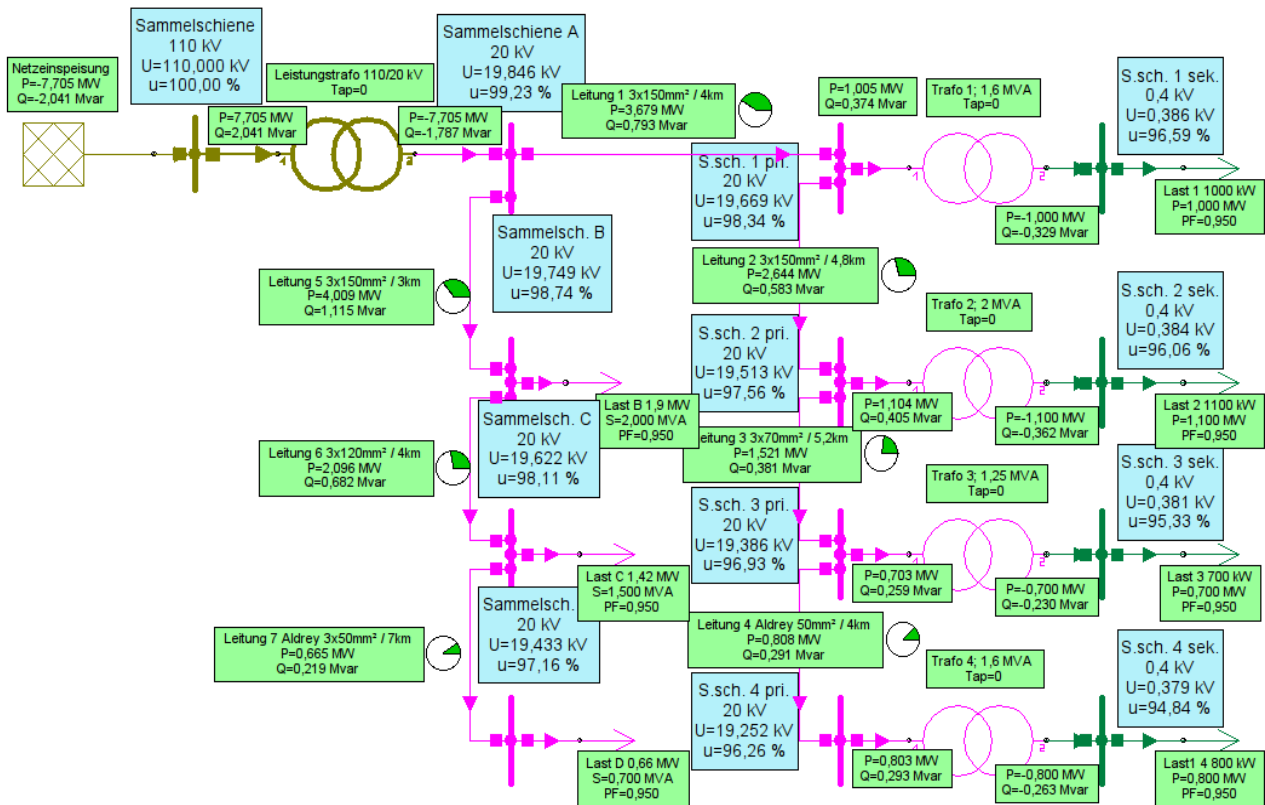 Netzeinspeisung
P=-7,705 MW
Q=-2,041 Mvar
Sammelschiene
110 kV
U=110,000 kV
u=100,00 %
P=7,705 MW
Q=2,041 Mvar
Leistungstrafo 110/20 kV
Tap=0
1
2
P=-7,705 MW
Q=-1,787 Mvar
Sammelschiene A
20 kV
U=19,846 kV
u=99,23 %
Leitung 1 3x150mm² / 4km
P=3,679 MW
Q=0,793 Mvar
P=1,005 MW
Q=0,374 Mvar
Trafo 1; 1,6 MVA
Tap=0
1
2
S.sch. 1 sek.
0,4 kV
U=0,386 kV
u=96,59 %
S.sch. 1 pri.
20 kV
U=19,669 kV
u=98,34 %
P=-1,000 MW
Q=-0,329 Mvar
Last 1 1000 kW
P=1,000 MW
PF=0,950
Sammelsch. B
20 kV
U=19,749 kV
u=98,74 %
Leitung 5 3x150mm² / 3km
P=4,009 MW
Q=1,115 Mvar
Leitung 2 3x150mm² / 4,8km
P=2,644 MW
Q=0,583 Mvar
Trafo 2; 2 MVA
Tap=0
2
S.sch. 2 sek.
0,4 kV
U=0,384 kV
u=96,06 %
S.sch. 2 pri.
20 kV
U=19,513 kV
u=97,56 %
Last B 1,9 MW
S=2,000 MVA
PF=0,950
P=1,104 MW
Q=0,405 Mvar
P=-1,100 MW
Q=-0,362 Mvar
Last 2 1100 kW
P=1,100 MW
PF=0,950
Sammelsch. C
20 kV
U=19,622 kV
u=98,11 %
Leitung 6 3x120mm² / 4km
P=2,096 MW
Q=0,682 Mvar
Leitung 3 3x70mm² / 5,2km
P=1,521 MW
Q=0,381 Mvar
Trafo 3; 1,25 MVA
Tap=0
2
S.sch. 3 sek.
0,4 kV
U=0,381 kV
u=95,33 %
S.sch. 3 pri.
20 kV
U=19,386 kV
u=96,93 %
Last C 1,42 MW
S=1,500 MVA
PF=0,950
P=0,703 MW
Q=0,259 Mvar
P=-0,700 MW
Q=-0,230 Mvar
Last 3 700 kW
P=0,700 MW
PF=0,950
Sammelsch.
20 kV
U=19,433 kV
u=97,16 %
Leitung 7 Aldrey 3x50mm² / 7km
P=0,665 MW
Q=0,219 Mvar
Leitung 4 Aldrey 50mm² / 4km
P=0,808 MW
Q=0,291 Mvar
Trafo 4; 1,6 MVA
Tap=0
2
S.sch. 4 sek.
0,4 kV
U=0,379 kV
u=94,84 %
S.sch. 4 pri.
20 kV
U=19,252 kV
u=96,26 %
Last D 0,66 MW
S=0,700 MVA
PF=0,950
P=0,803 MW
Q=0,293 Mvar
P=-0,800 MW
Q=-0,263 Mvar
Last1 4 800 kW
P=0,800 MW
PF=0,950